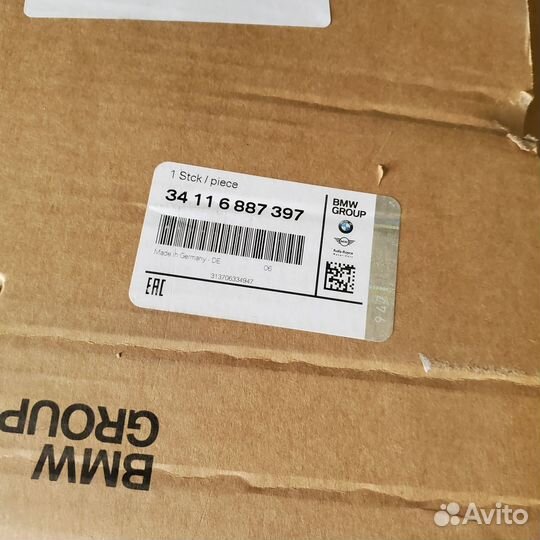 1 Stck / piece
34 11 6 887 397
Made in Germany - DE
06
313706334947
EAC
BMW
GROUP
947
BMW
GROUP
Avito